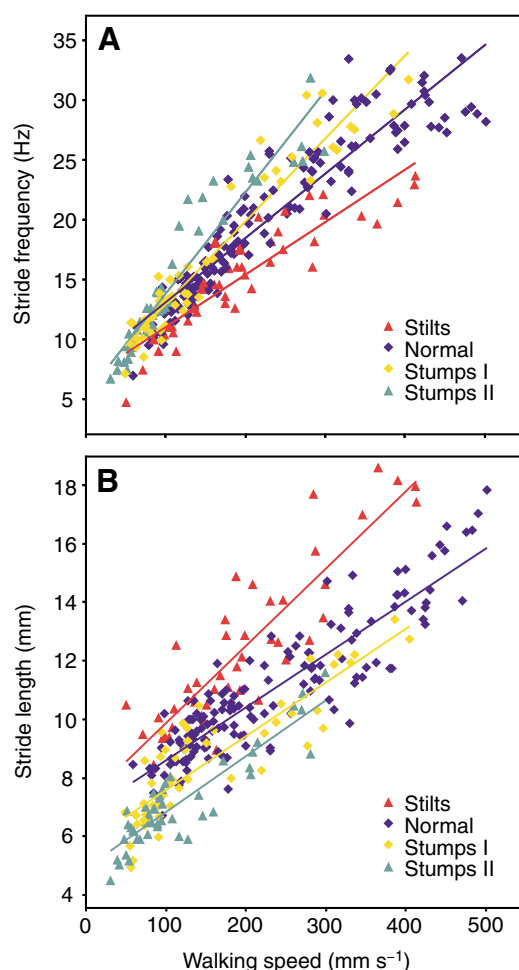 A
35
30
25
20
15
10
5
Stride frequency (Hz)
Stilts
Normal
Stumps I
Stumps II
B
18
16
14
12
10
8
6
4
Stride length (mm)
Stilts
Normal
Stumps I
Stumps II
0 100 200 300 400 500
Walking speed (mm s⁻¹)